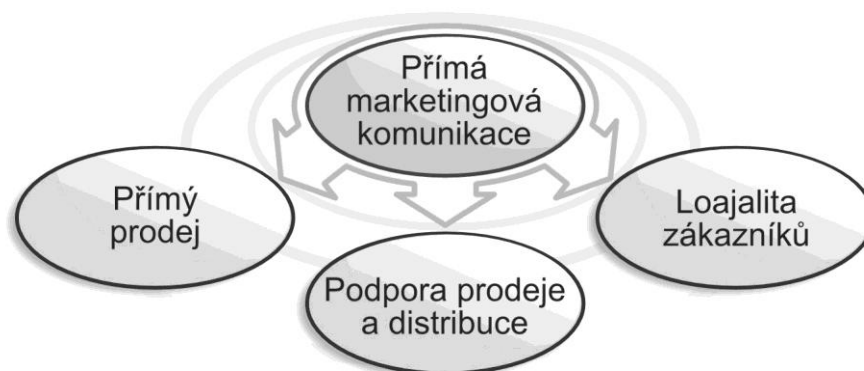 Přímá
marketingová
komunikace
Přímý
prodej
Loajalita
zákazníků
Podpora prodeje
a distribuce